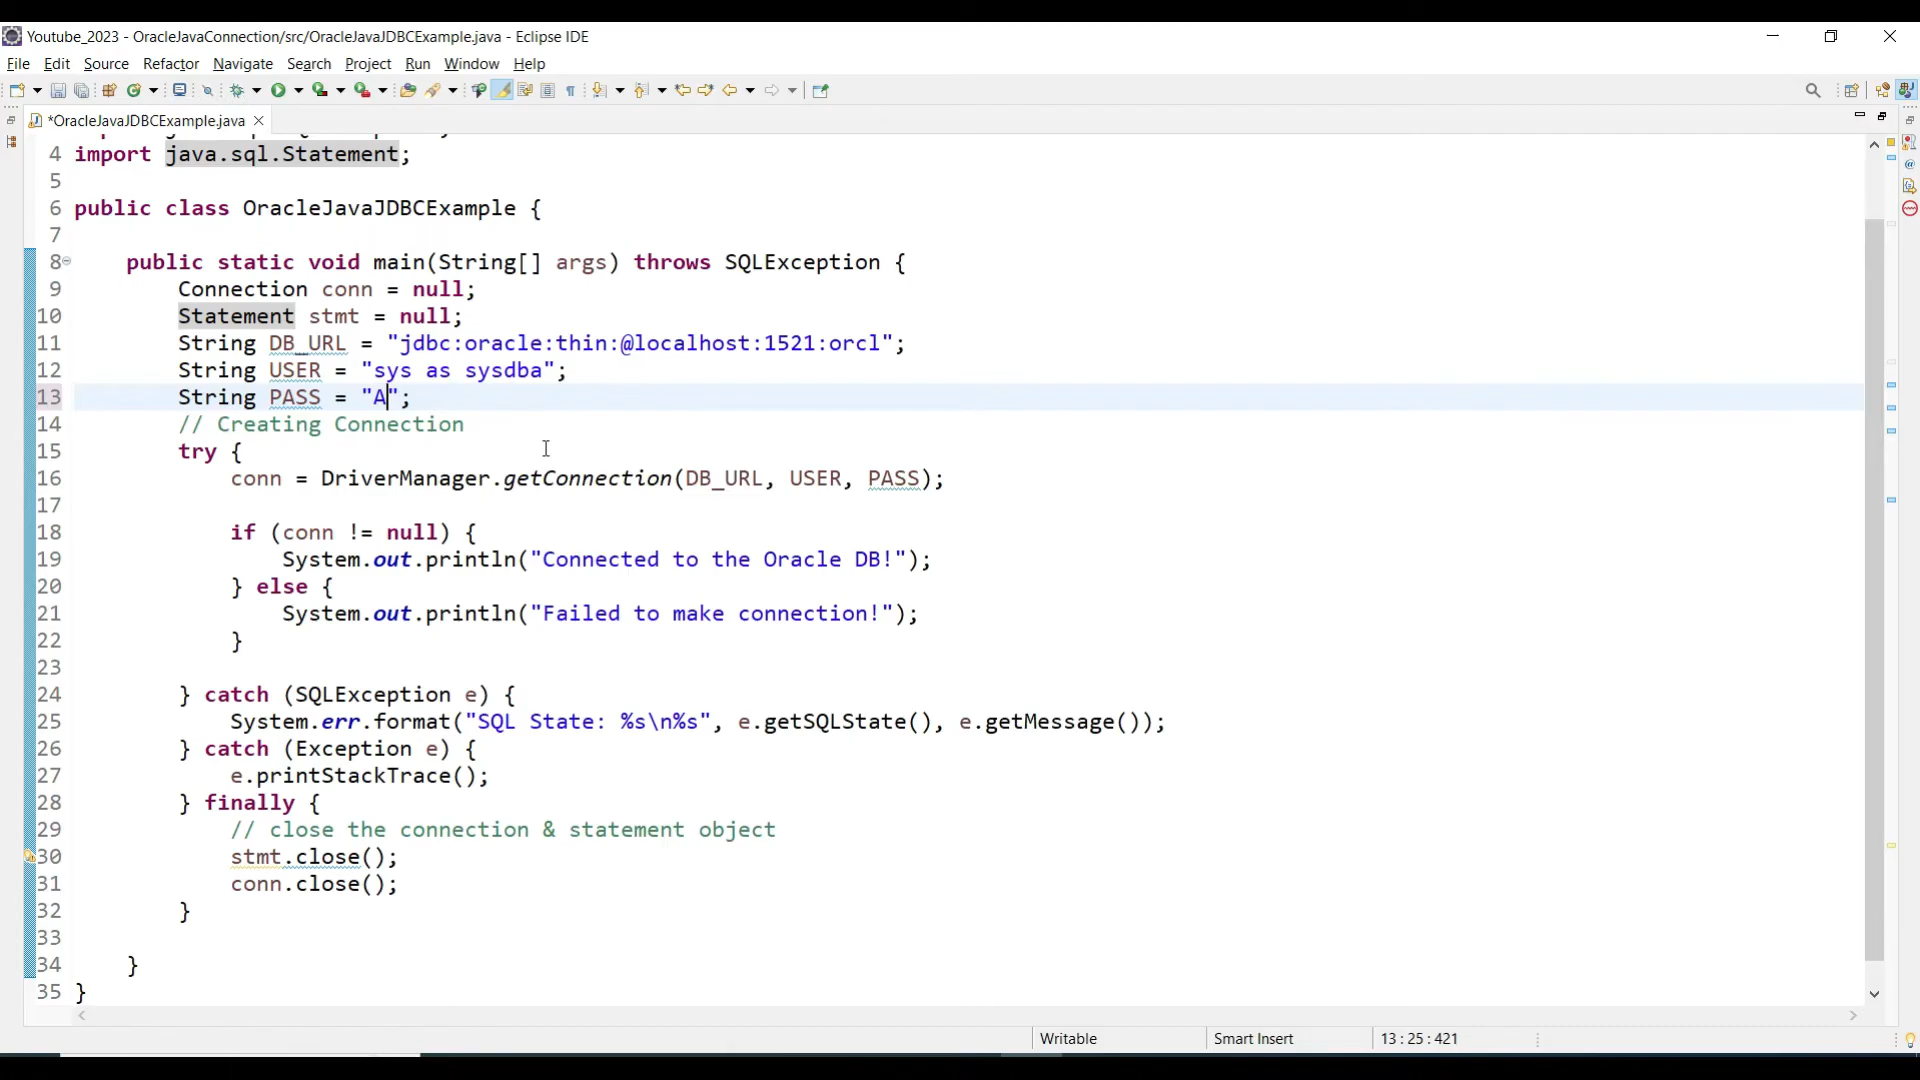 Youtube_2023 - OracleJavaConnection/src/OracleJavaJDBCExample.java - Eclipse IDE
File Edit Source Refactor Navigate Search Project Run Window Help
*OracleJavaJDBCExample.java
4 import java.sql.Statement;
5
6 public class OracleJavaJDBCExample {
7
8 public static void main(String[] args) throws SQLException {
9 Connection conn = null;
10 Statement stmt = null;
11 String DB_URL = "jdbc:oracle:thin:@localhost:1521:orcl";
12 String USER = "sys as sysdba";
13 String PASS = "A";
14 // Creating Connection
15 try {
16 conn = DriverManager.getConnection(DB_URL, USER, PASS);
17
18 if (conn != null) {
19 System.out.println("Connected to the Oracle DB!");
20 } else {
21 System.out.println("Failed to make connection!");
22 }
23
24 } catch (SQLException e) {
25 System.err.format("SQL State: %s\n%s", e.getSQLState(), e.getMessage());
26 } catch (Exception e) {
27 e.printStackTrace();
28 } finally {
29 // close the connection & statement object
30 stmt.close();
31 conn.close();
32 }
33
34 }
35 }
Writable Smart Insert 13 : 25 : 421